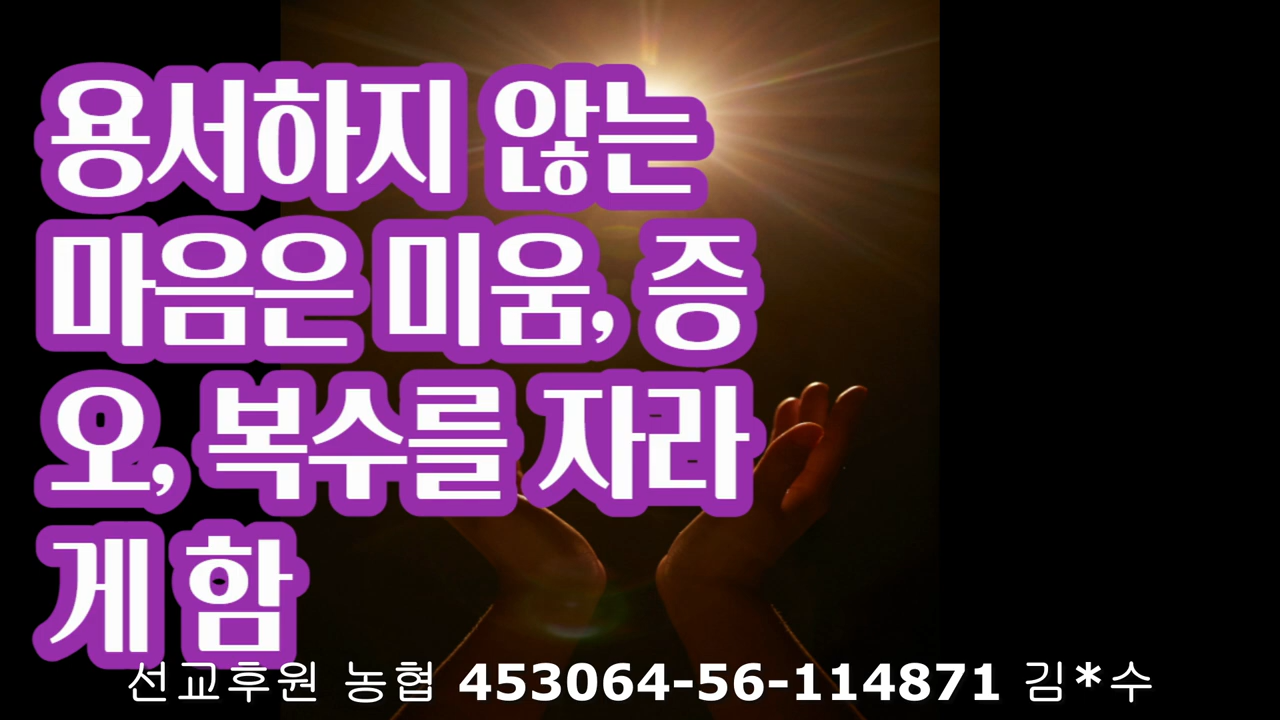 용서하지 않는
마음은 미움, 증
오, 복수를 자라
게 함
선교후원 농협 453064-56-114871 김*수